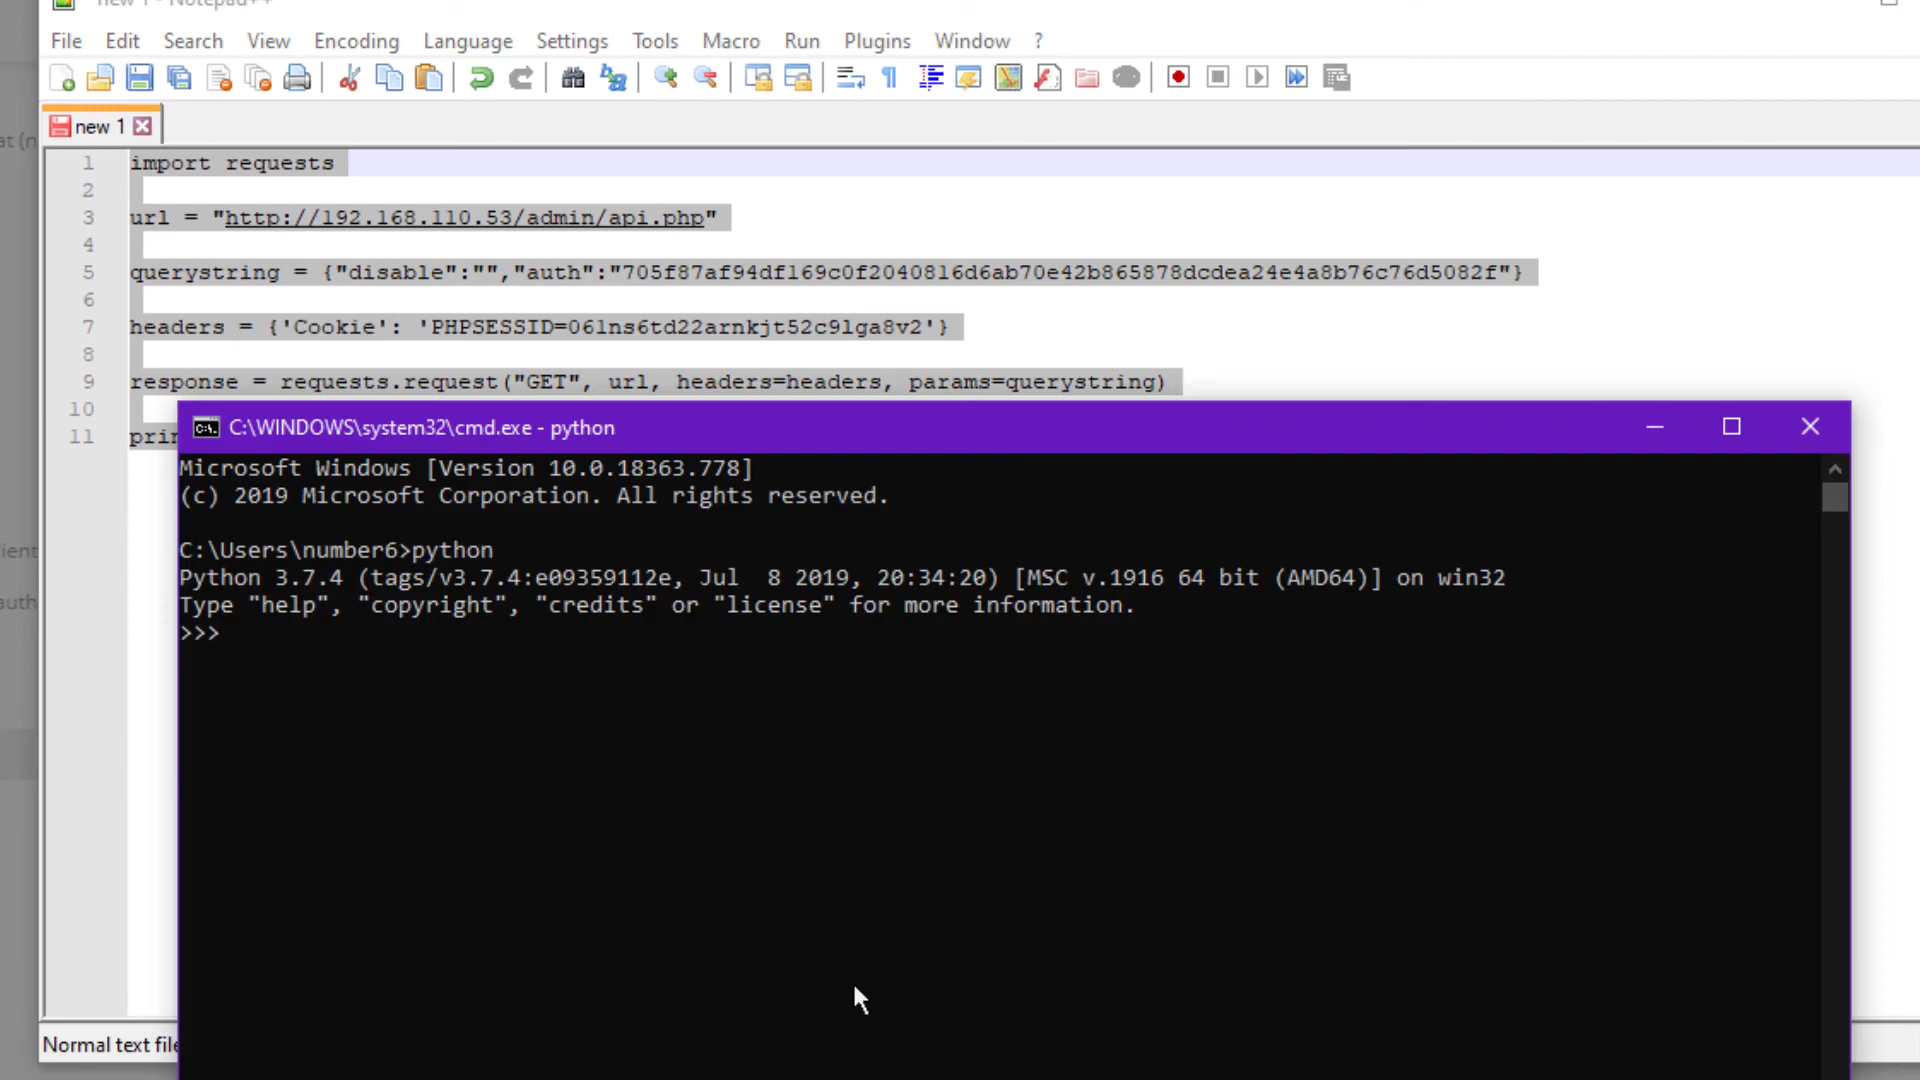 new 1 - Notepad++
File Edit Search View Encoding Language Settings Tools Macro Run Plugins Window ?
new 1
1 import requests
2
3 url = "http://192.168.110.53/admin/api.php"
4
5 querystring = {"disable":"","auth":"705f87af94df169c0f2040816d6ab70e42b865878dcdea24e4a8b76c76d5082f"}
6
7 headers = {'Cookie': 'PHPSESSID=06lns6td22arnkjt52c9lga8v2'}
8
9 response = requests.request("GET", url, headers=headers, params=querystring)
10
11 prin
C:\WINDOWS\system32\cmd.exe - python
Microsoft Windows [Version 10.0.18363.778]
(c) 2019 Microsoft Corporation. All rights reserved.
C:\Users\number6>python
Python 3.7.4 (tags/v3.7.4:e09359112e, Jul  8 2019, 20:34:20) [MSC v.1916 64 bit (AMD64)] on win32
Type "help", "copyright", "credits" or "license" for more information.
>>>
Normal text file